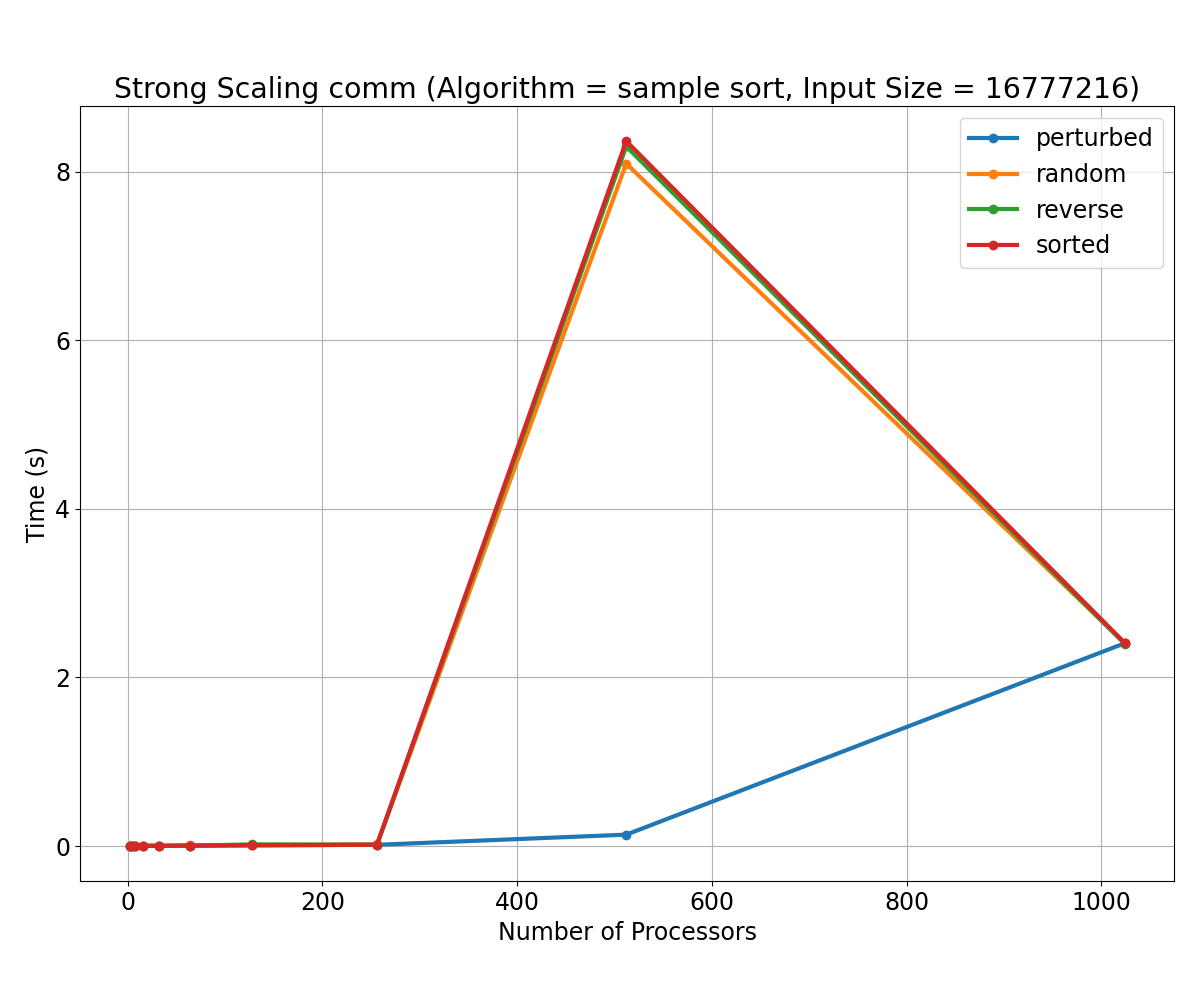 Strong Scaling comm (Algorithm = sample sort, Input Size = 16777216)
perturbed
random
reverse
sorted
8
6
4
2
0
Time (s)
0 200 400 600 800 1000
Number of Processors